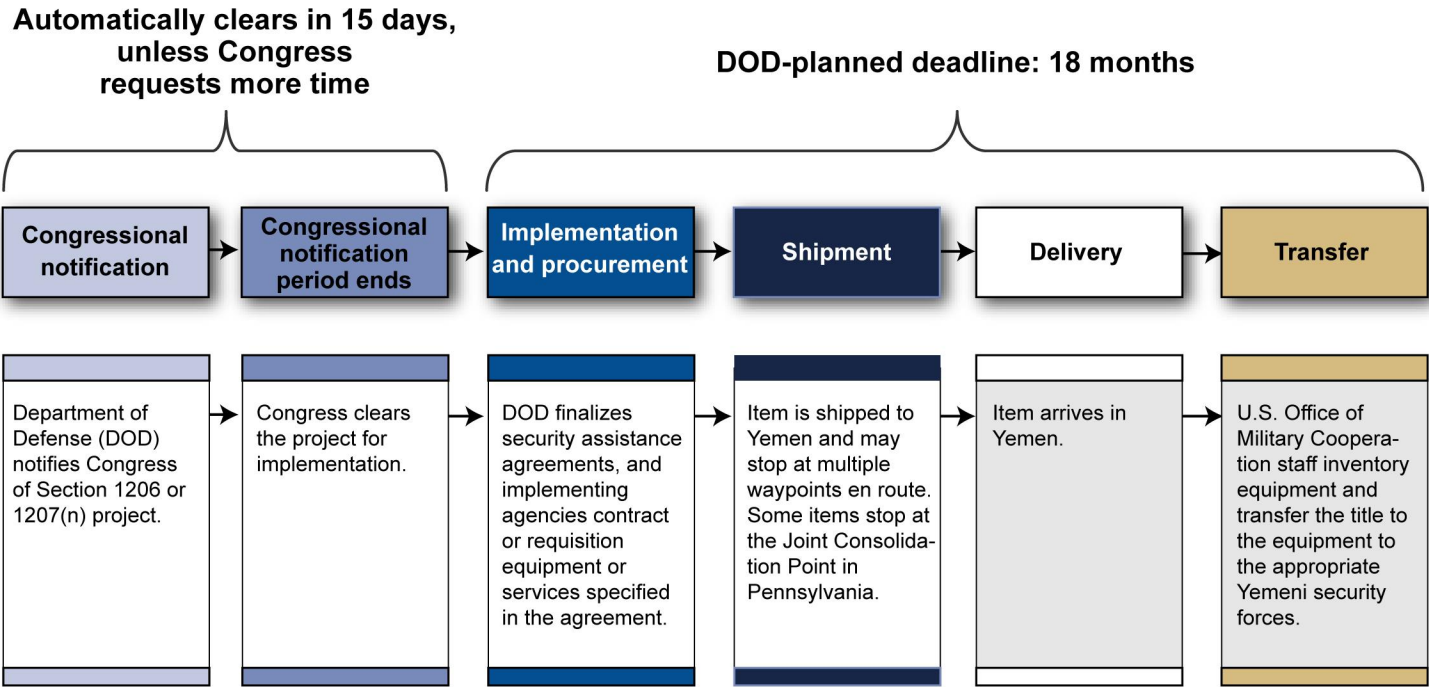 Automatically clears in 15 days,
unless Congress
requests more time
DOD-planned deadline: 18 months
Congressional
notification
Congressional
notification
period ends
Implementation
and procurement
Shipment
Delivery
Transfer
Department of
Defense (DOD)
notifies Congress
of Section 1206 or
1207(n) project.
Congress clears
the project for
implementation.
DOD finalizes
security assistance
agreements, and
implementing
agencies contract
or requisition
equipment or
services specified
in the agreement.
Item is shipped to
Yemen and may
stop at multiple
waypoints en route.
Some items stop at
the Joint Consolida-
tion Point in
Pennsylvania.
Item arrives in
Yemen.
U.S. Office of
Military Coopera-
tion staff inventory
equipment and
transfer the title to
the equipment to
the appropriate
Yemeni security
forces.